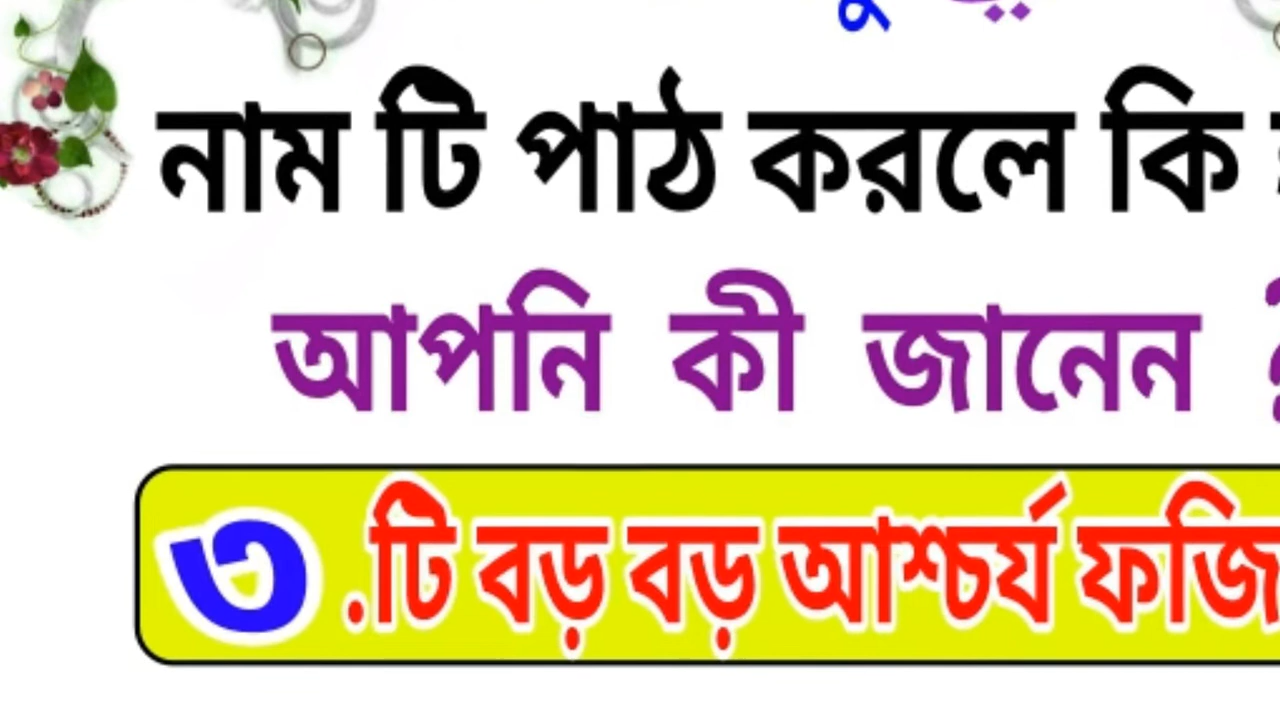 নাম টি পাঠ করলে কি
আপনি কী জানেন
৩.টি বড় বড় আশ্চর্য